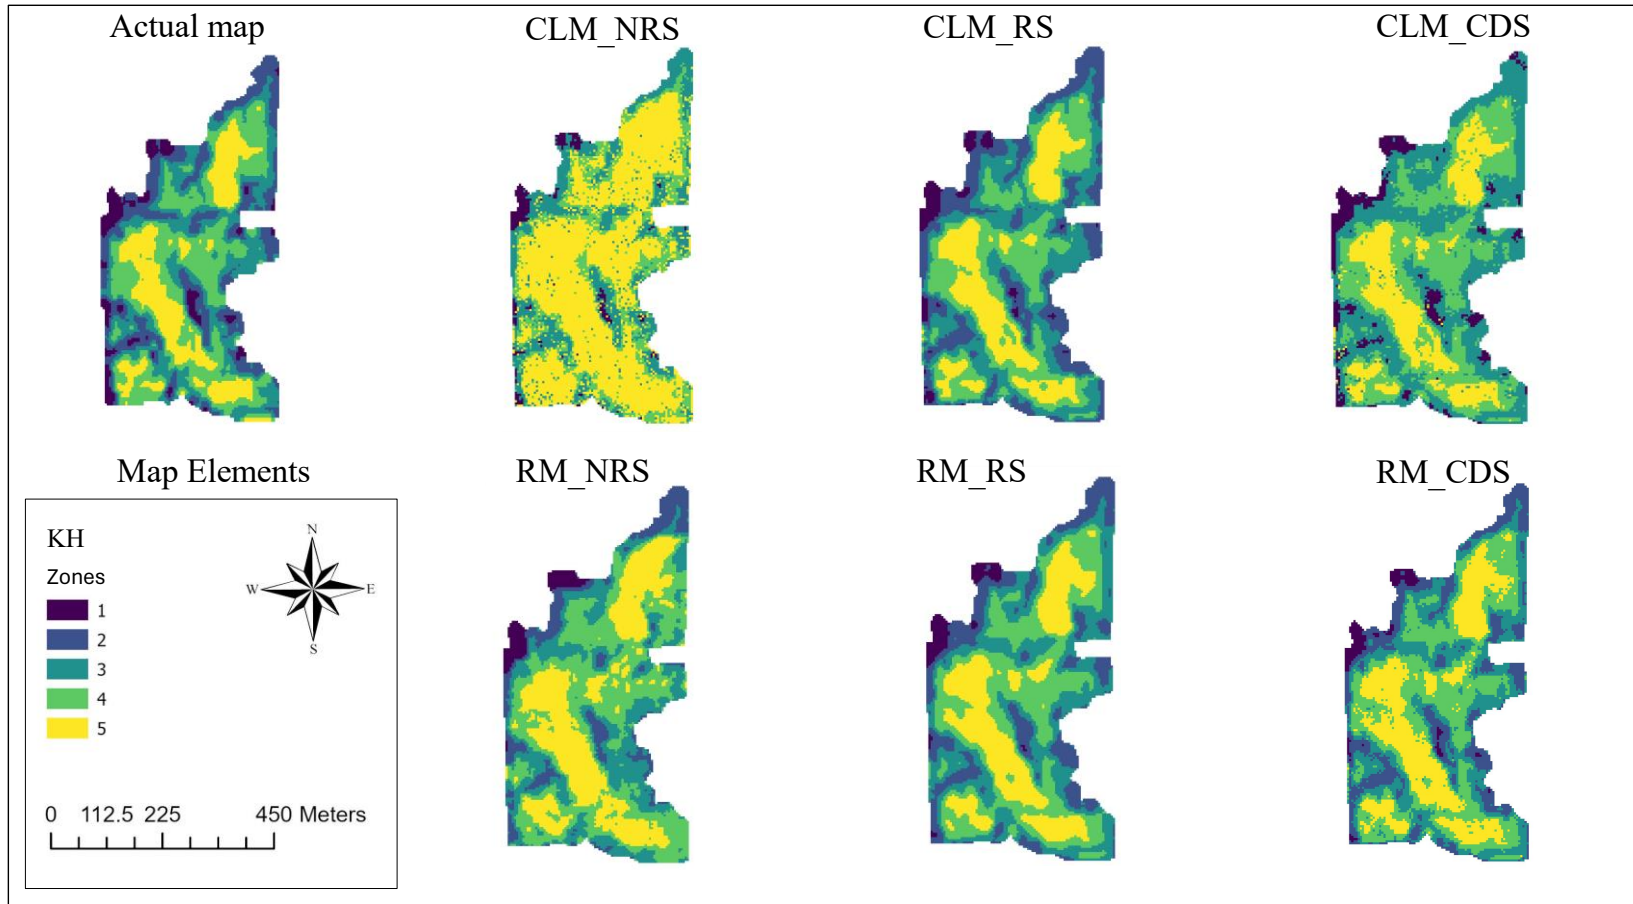 Actual map
CLM_NRS
CLM_RS
CLM_CDS
Map Elements
RM_NRS
RM_RS
RM_CDS
KH
Zones
1
2
3
4
5
N
W
E
S
0 112.5 225 450 Meters